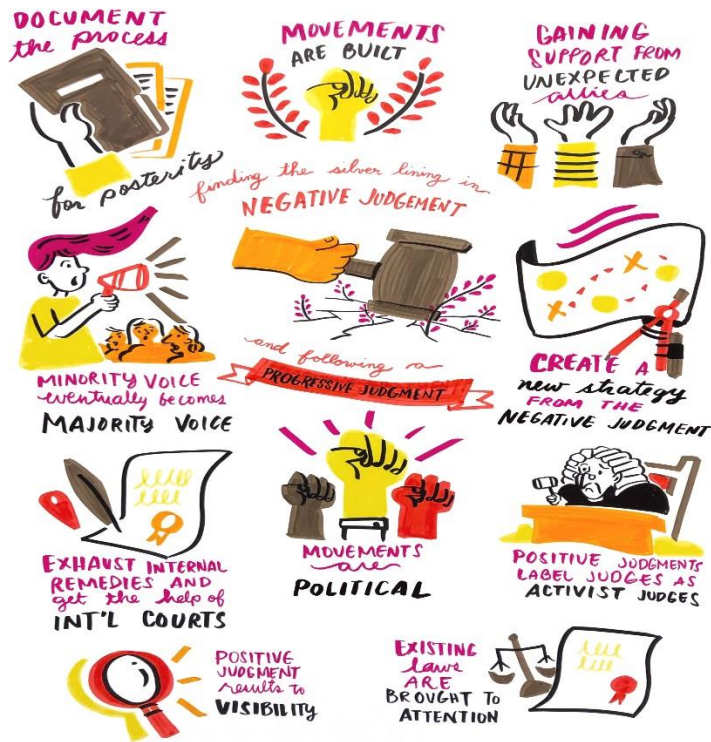 DOCUMENT
the process
for posterity
MOVEMENTS
ARE BUILT
GAINING
SUPPORT FROM
UNEXPECTED
allies
finding the silver lining in
NEGATIVE JUDGEMENT
and following a
PROGRESSIVE JUDGMENT
MINORITY VOICE
eventually becomes
MAJORITY VOICE
CREATE A
new strategy
FROM THE
NEGATIVE JUDGMENT
EXHAUST INTERNAL
REMEDIES AND
get the help of
INT'L COURTS
MOVEMENTS
are
POLITICAL
POSITIVE JUDGMENTS
LABEL JUDGES AS
ACTIVIST JUDGES
POSITIVE
JUDGMENT
results to
VISIBILITY
EXISTING
laws
ARE
BROUGHT TO
ATTENTION